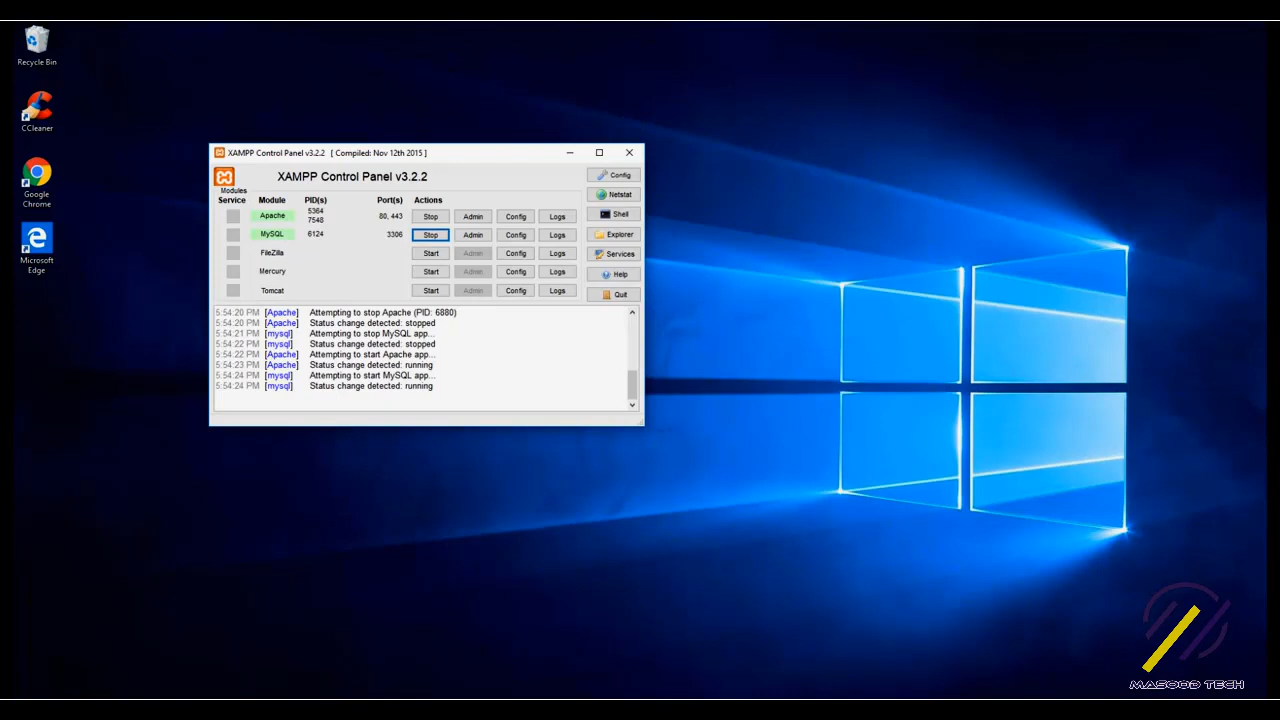 Recycle Bin
CCleaner
Google
Chrome
Microsoft
Edge
XAMPP Control Panel v3.2.2 [ Compiled: Nov 12th 2015 ]
XAMPP Control Panel v3.2.2
Config
Modules
Service Module PID(s) Port(s) Actions
Netstat
Apache 5364 7548 80, 443 Stop Admin Config Logs
Shell
MySQL 6124 3306 Stop Admin Config Logs
Explorer
FileZilla Start Admin Config Logs
Services
Mercury Start Admin Config Logs
Help
Tomcat Start Admin Config Logs
Quit
5:54:20 PM [Apache] Attempting to stop Apache (PID: 6880)
5:54:20 PM [Apache] Status change detected: stopped
5:54:21 PM [mysql] Attempting to stop MySQL app...
5:54:22 PM [mysql] Status change detected: stopped
5:54:22 PM [Apache] Attempting to start Apache app...
5:54:23 PM [Apache] Status change detected: running
5:54:24 PM [mysql] Attempting to start MySQL app...
5:54:24 PM [mysql] Status change detected: running
MASOOD TECH